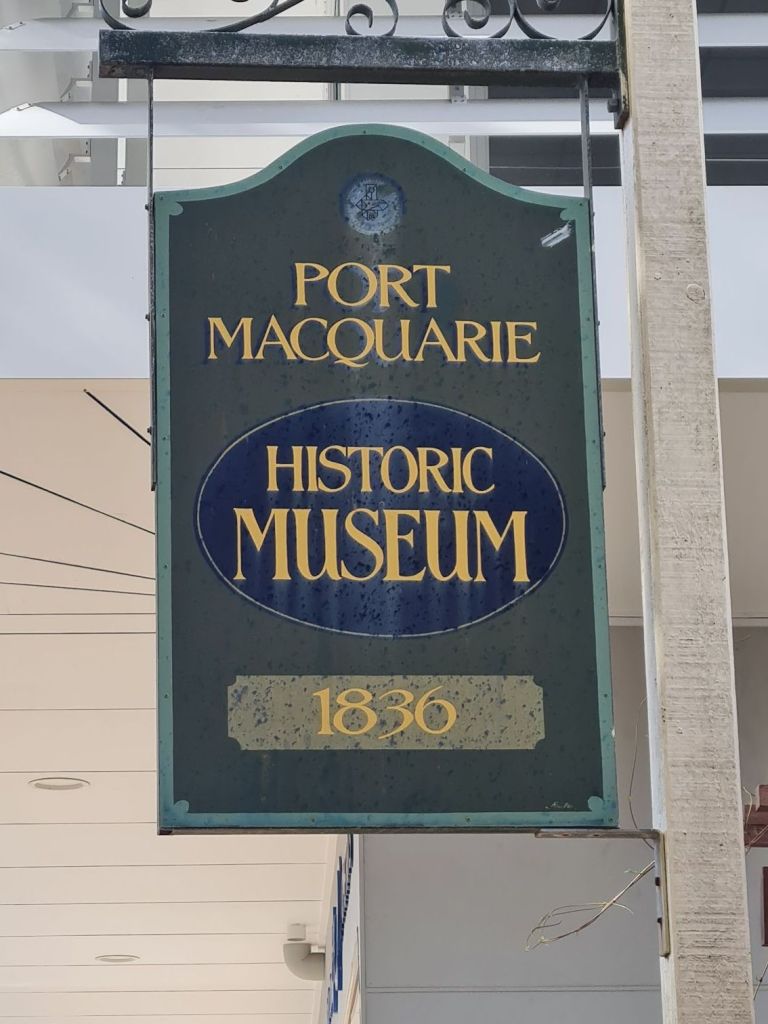 PORT
MACQUARIE
HISTORIC
MUSEUM
1836